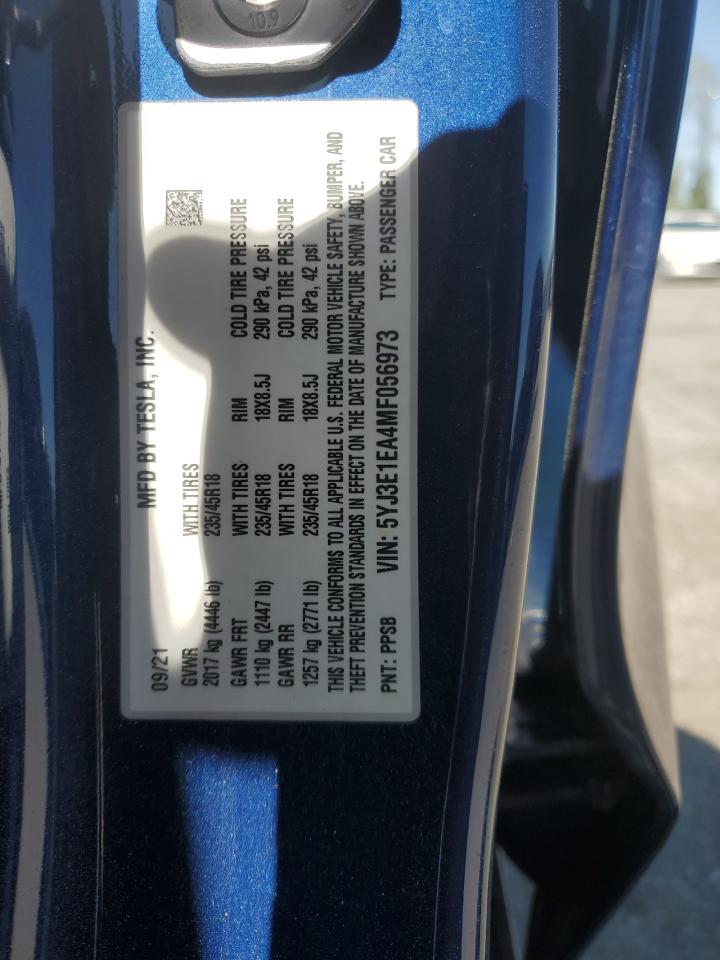 10.9
MFD BY TESLA, INC.
09/21
GVWR WITH TIRES
2017 kg (4446 lb) 235/45R18
GAWR FRT WITH TIRES RIM COLD TIRE PRESSURE
1110 kg (2447 lb) 235/45R18 18X8.5J 290 kPa, 42 psi
GAWR RR WITH TIRES RIM COLD TIRE PRESSURE
1257 kg (2771 lb) 235/45R18 18X8.5J 290 kPa, 42 psi
THIS VEHICLE CONFORMS TO ALL APPLICABLE U.S. FEDERAL MOTOR VEHICLE SAFETY, BUMPER, AND
THEFT PREVENTION STANDARDS IN EFFECT ON THE DATE OF MANUFACTURE SHOWN ABOVE.
PNT: PPSB VIN: 5YJ3E1EA4MF056973 TYPE: PASSENGER CAR